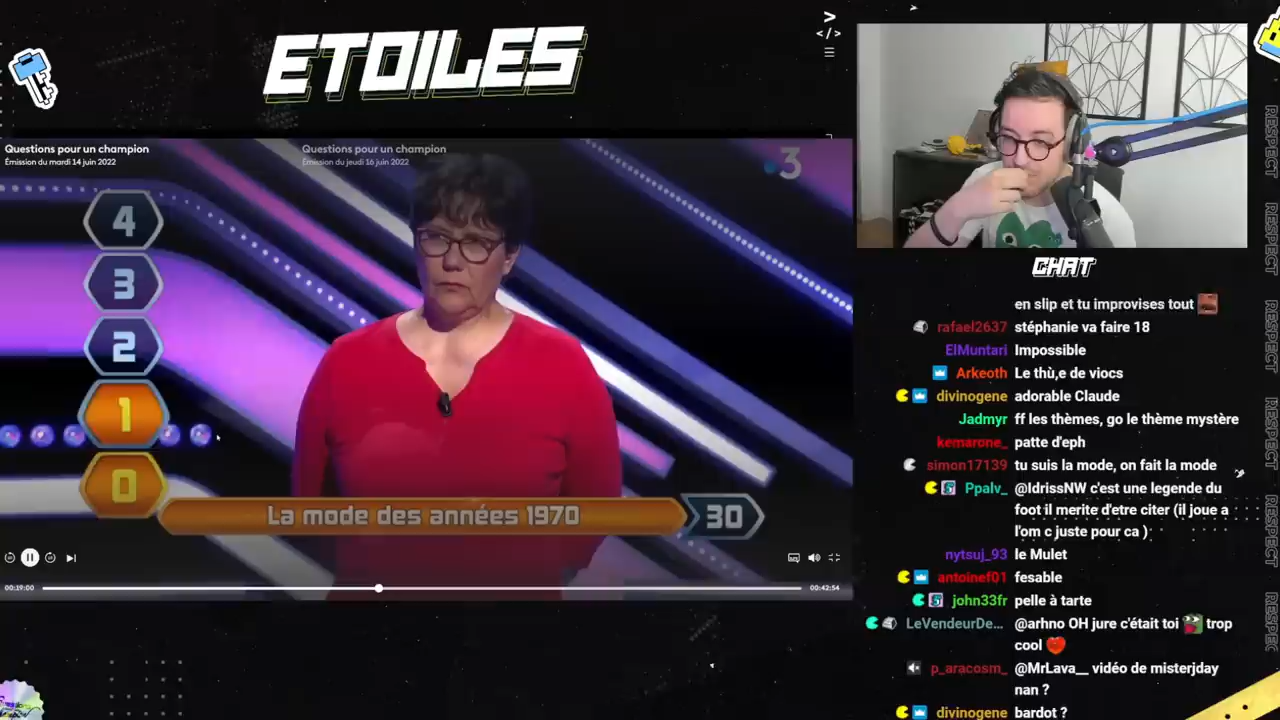 ETOILES
>
</>
Questions pour un champion
Émission du mardi 14 juin 2022
Questions pour un champion
Émission du jeudi 16 juin 2022
3
4
3
2
1
0
La mode des années 1970
30
00:19:00
00:42:54
CHAT
en slip et tu improvises tout
rafael2637 stéphanie va faire 18
ElMuntari Impossible
Arkeoth Le thù,e de viocs
divinogene adorable Claude
Jadmyr ff les thèmes, go le thème mystère
kemarone_ patte d'eph
simon17139 tu suis la mode, on fait la mode
Ppalv_ @IdrissNW c'est une legende du
foot il merite d'etre citer (il joue a
l'om c juste pour ca )
nytsuj_93 le Mulet
antoinef01 fesable
john33fr pelle à tarte
LeVendeurDe... @arhno OH jure c'était toi trop
cool
p_aracosm_ @MrLava__ vidéo de misterjday
nan ?
divinogene bardot ?
RESPECT
RESPECT
RESPECT
RESPECT
RESPECT
RESPEC